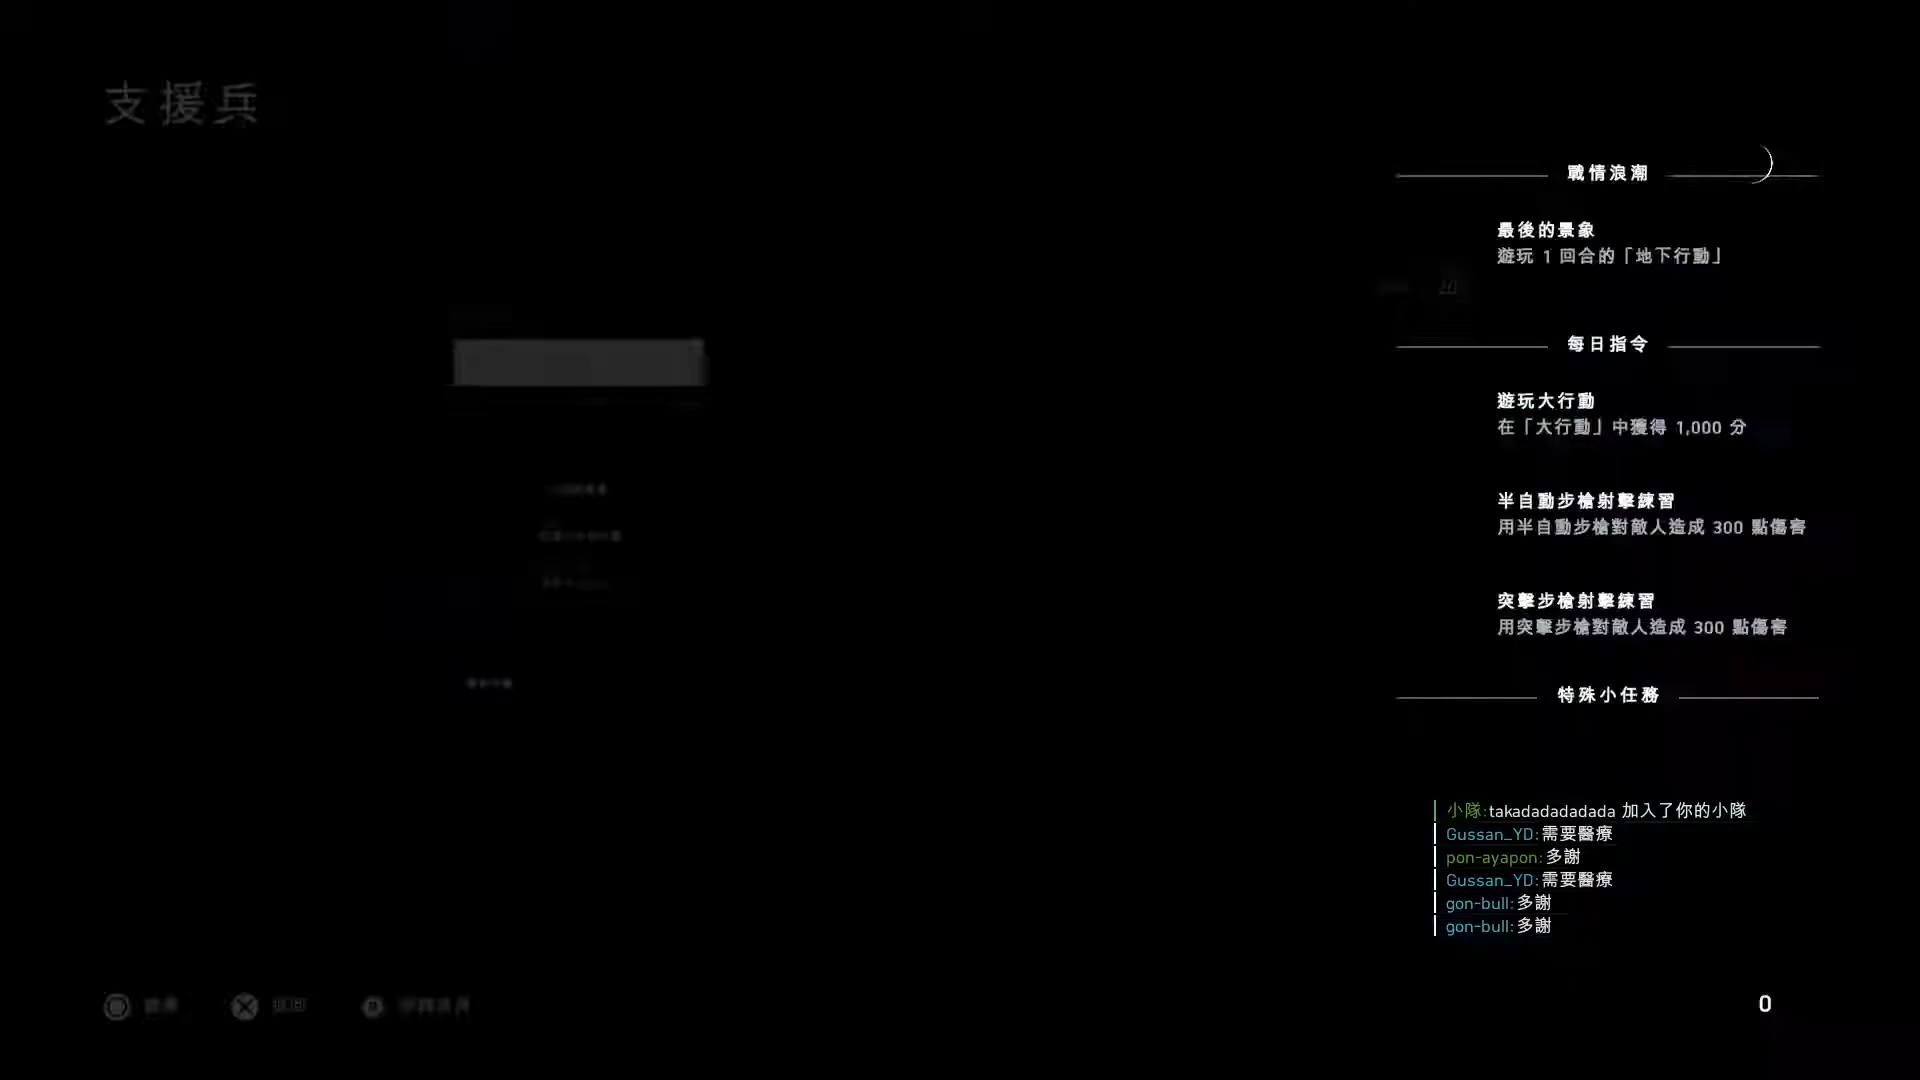 支援兵
戰情浪潮
最後的景象
遊玩 1 回合的「地下行動」
每日指令
遊玩大行動
在「大行動」中獲得 1,000 分
半自動步槍射擊練習
用半自動步槍對敵人造成 300 點傷害
突擊步槍射擊練習
用突擊步槍對敵人造成 300 點傷害
特殊小任務
小隊:takadadadadada 加入了你的小隊
Gussan_YD:需要醫療
pon-ayapon:多謝
Gussan_YD:需要醫療
gon-bull:多謝
gon-bull:多謝
0